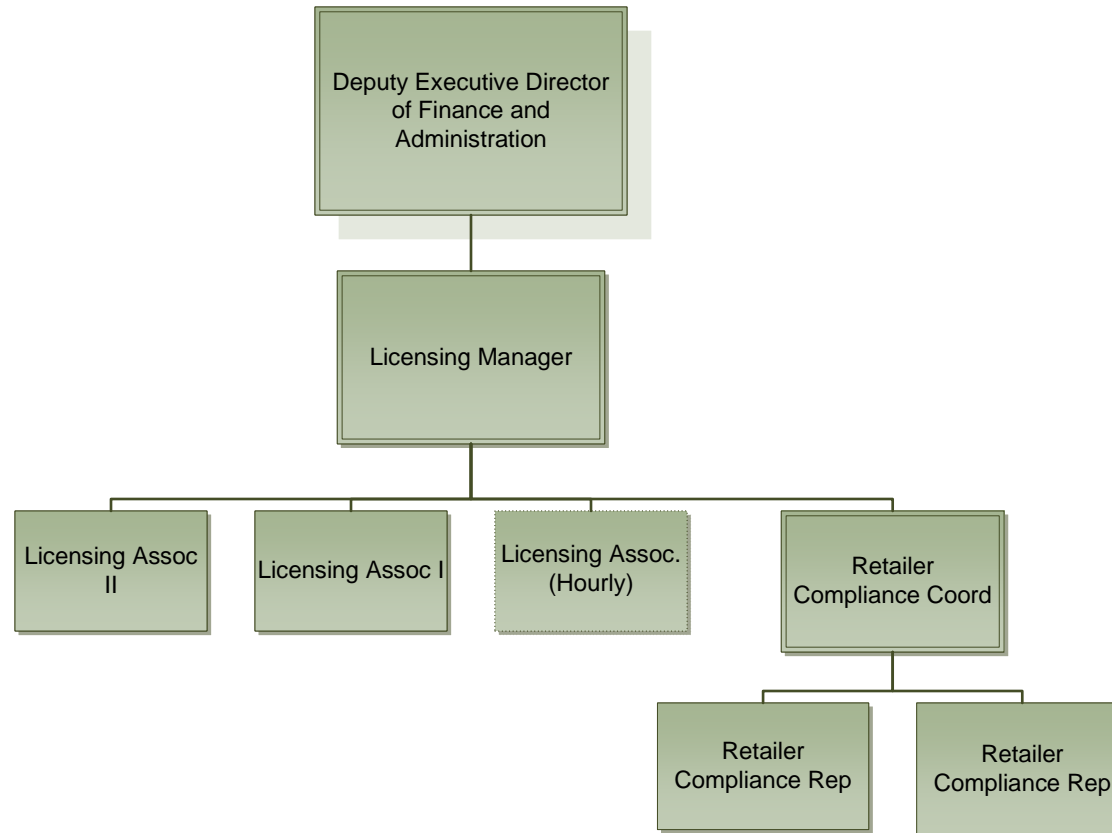 Deputy Executive Director
of Finance and
Administration
Licensing Manager
Licensing Assoc
II
Licensing Assoc I
Licensing Assoc.
(Hourly)
Retailer
Compliance Coord
Retailer
Compliance Rep
Retailer
Compliance Rep